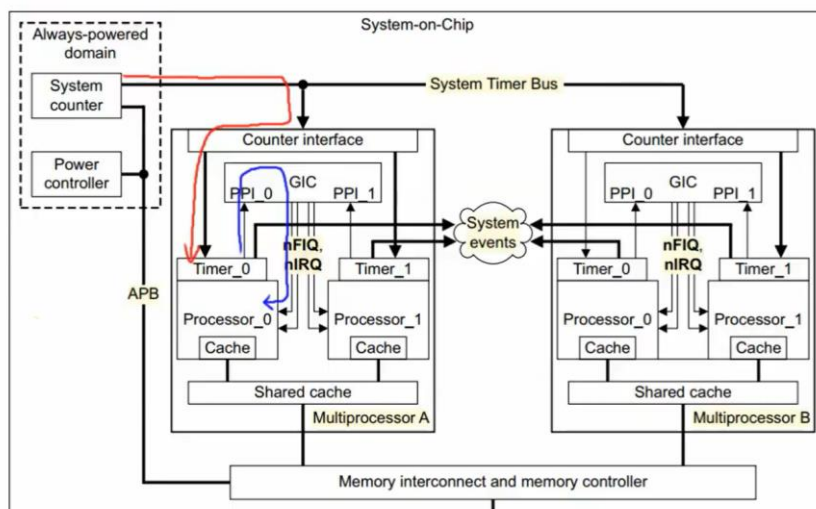 System-on-Chip
Always-powered
domain
System
counter
Power
controller
System Timer Bus
APB
Counter interface
GIC
PPI_0
PPI_1
nFIQ,
nIRQ
Timer_0
Timer_1
Processor_0
Processor_1
Cache
Cache
Shared cache
Multiprocessor A
System
events
Counter interface
GIC
PPI_0
PPI_1
nFIQ,
nIRQ
Timer_0
Timer_1
Processor_0
Processor_1
Cache
Cache
Shared cache
Multiprocessor B
Memory interconnect and memory controller